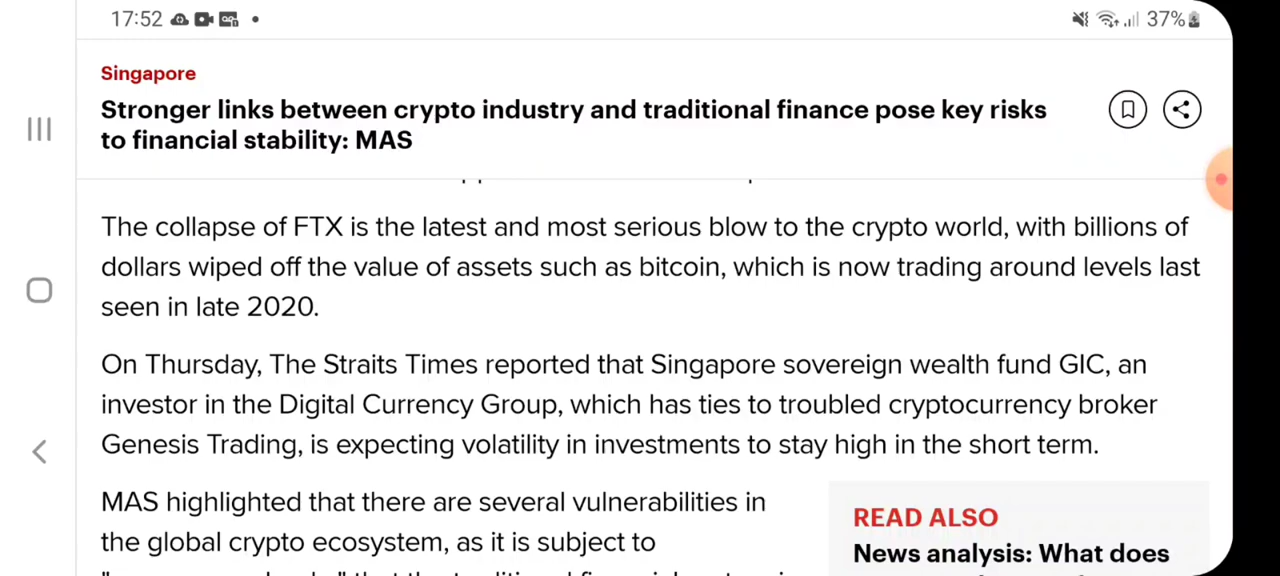 17:52
37%
Singapore
Stronger links between crypto industry and traditional finance pose key risks
to financial stability: MAS
The collapse of FTX is the latest and most serious blow to the crypto world, with billions of
dollars wiped off the value of assets such as bitcoin, which is now trading around levels last
seen in late 2020.
On Thursday, The Straits Times reported that Singapore sovereign wealth fund GIC, an
investor in the Digital Currency Group, which has ties to troubled cryptocurrency broker
Genesis Trading, is expecting volatility in investments to stay high in the short term.
MAS highlighted that there are several vulnerabilities in
the global crypto ecosystem, as it is subject to
READ ALSO
News analysis: What does